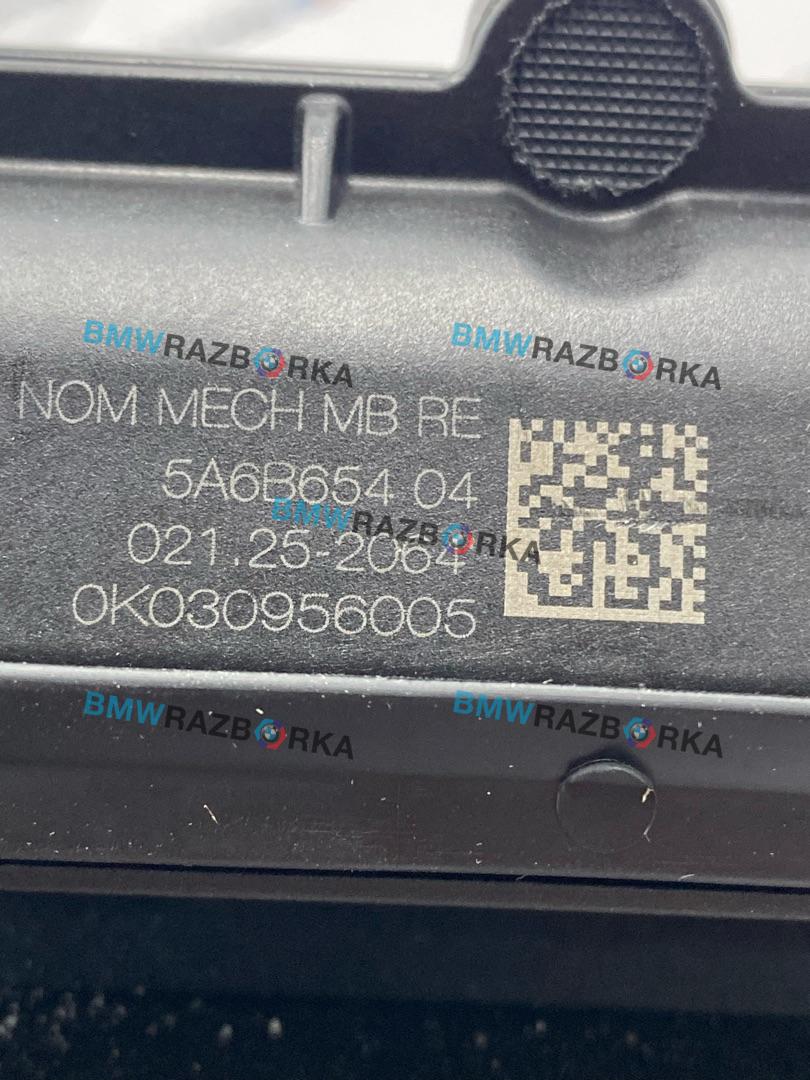 BMWRAZBORKA BMWRAZBORKA
NOM MECH MB RE
5A6B654 04
BMWRAZBORKA
021.25-2064
0K030956005
BMWRAZBORKA BMWRAZBORKA